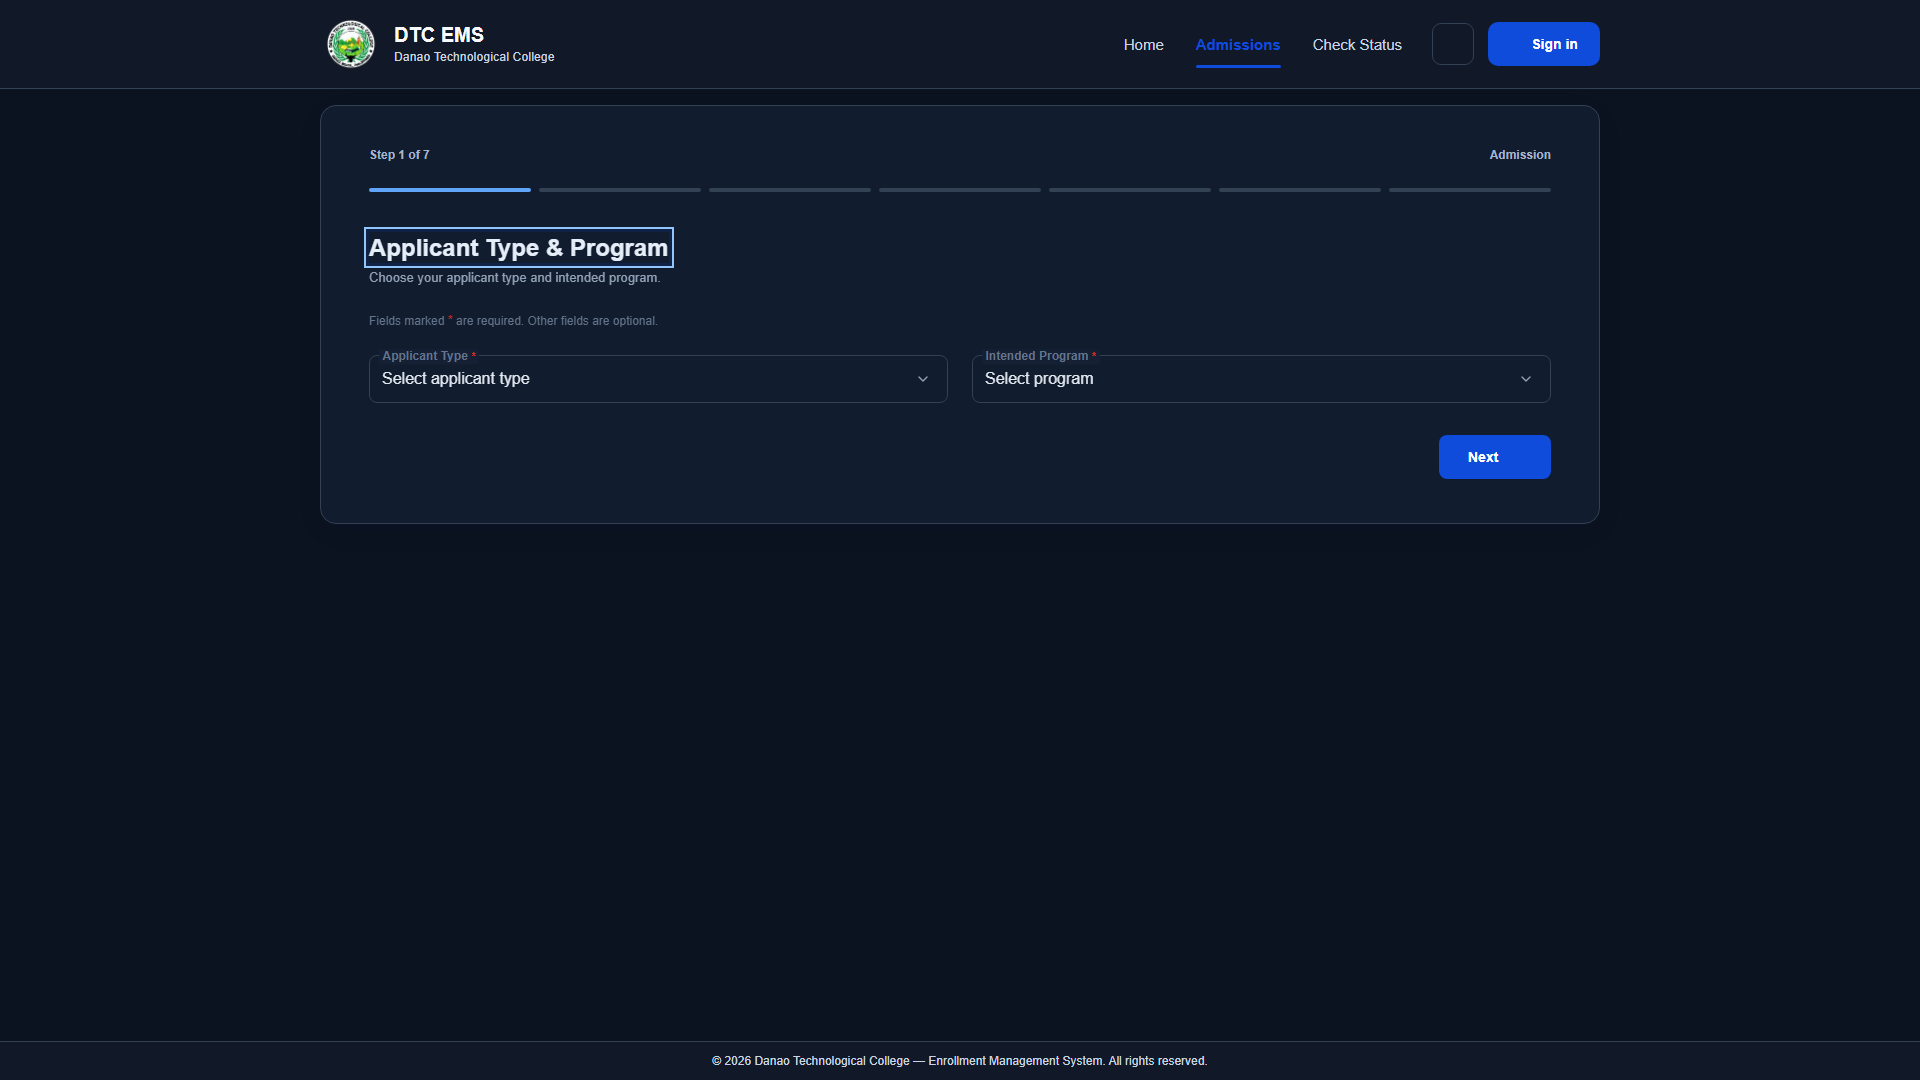 DTC EMS
Danao Technological College
Home
Admissions
Check Status
Sign in
Step 1 of 7
Admission
Applicant Type & Program
Choose your applicant type and intended program.
Fields marked * are required. Other fields are optional.
Applicant Type *
Select applicant type
Intended Program *
Select program
Next
© 2026 Danao Technological College — Enrollment Management System. All rights reserved.